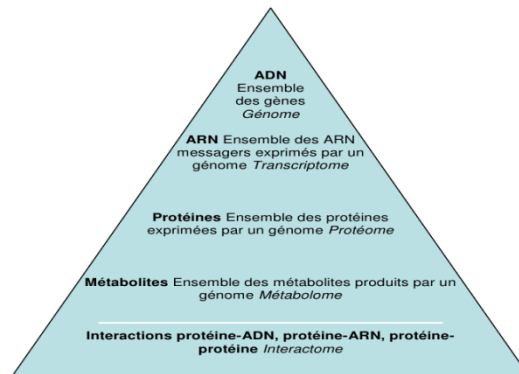 ADN
Ensemble
des gènes
Génome
ARN Ensemble des ARN
messagers exprimés par un
génome Transcriptome
Protéines Ensemble des protéines
exprimées par un génome Protéome
Métabolites Ensemble des métabolites produits par un
génome Métabolome
Interactions protéine-ADN, protéine-ARN, protéine-
protéine Interactome